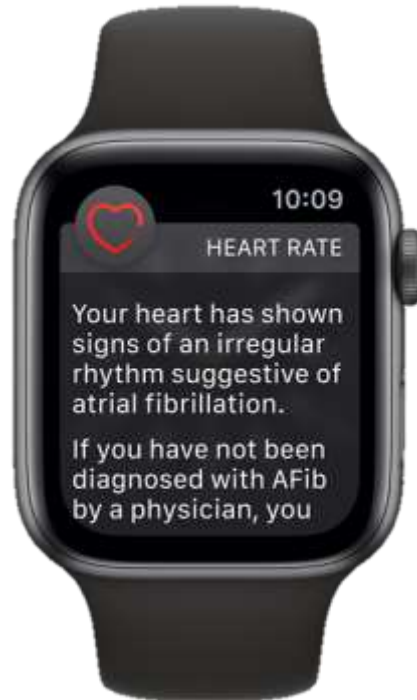 10:09
HEART RATE
Your heart has shown
signs of an irregular
rhythm suggestive of
atrial fibrillation.
If you have not been
diagnosed with AFib
by a physician, you